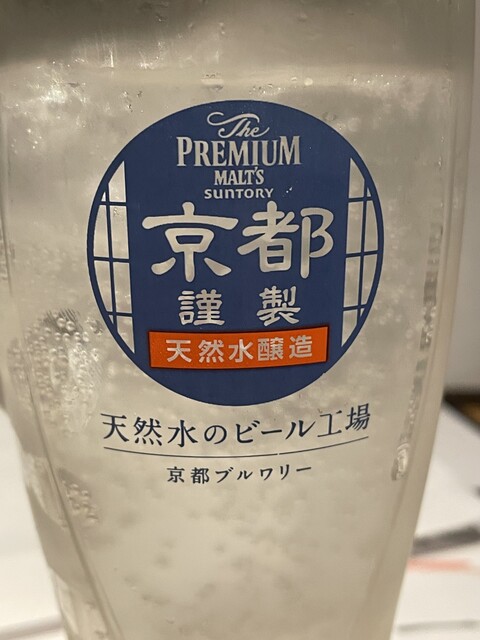 The
PREMIUM
MALT'S
SUNTORY
京都
謹製
天然水醸造
天然水のビール工場
京都ブルワリー